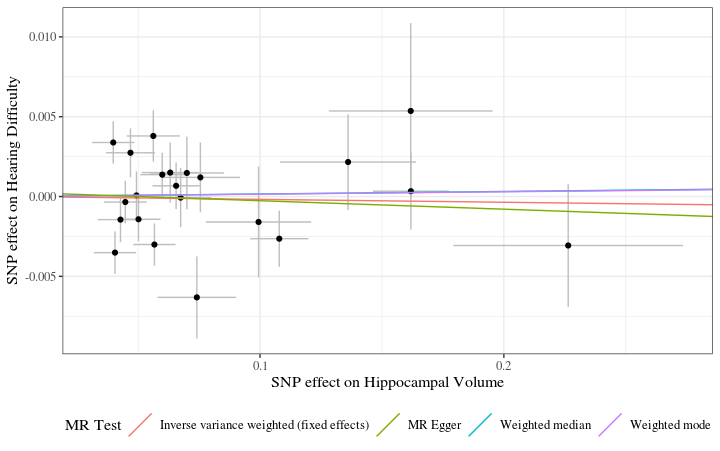 SNP effect on Hearing Difficulty
0.010
0.005
0.000
-0.005
0.1
0.2
SNP effect on Hippocampal Volume
MR Test
Inverse variance weighted (fixed effects)
MR Egger
Weighted median
Weighted mode